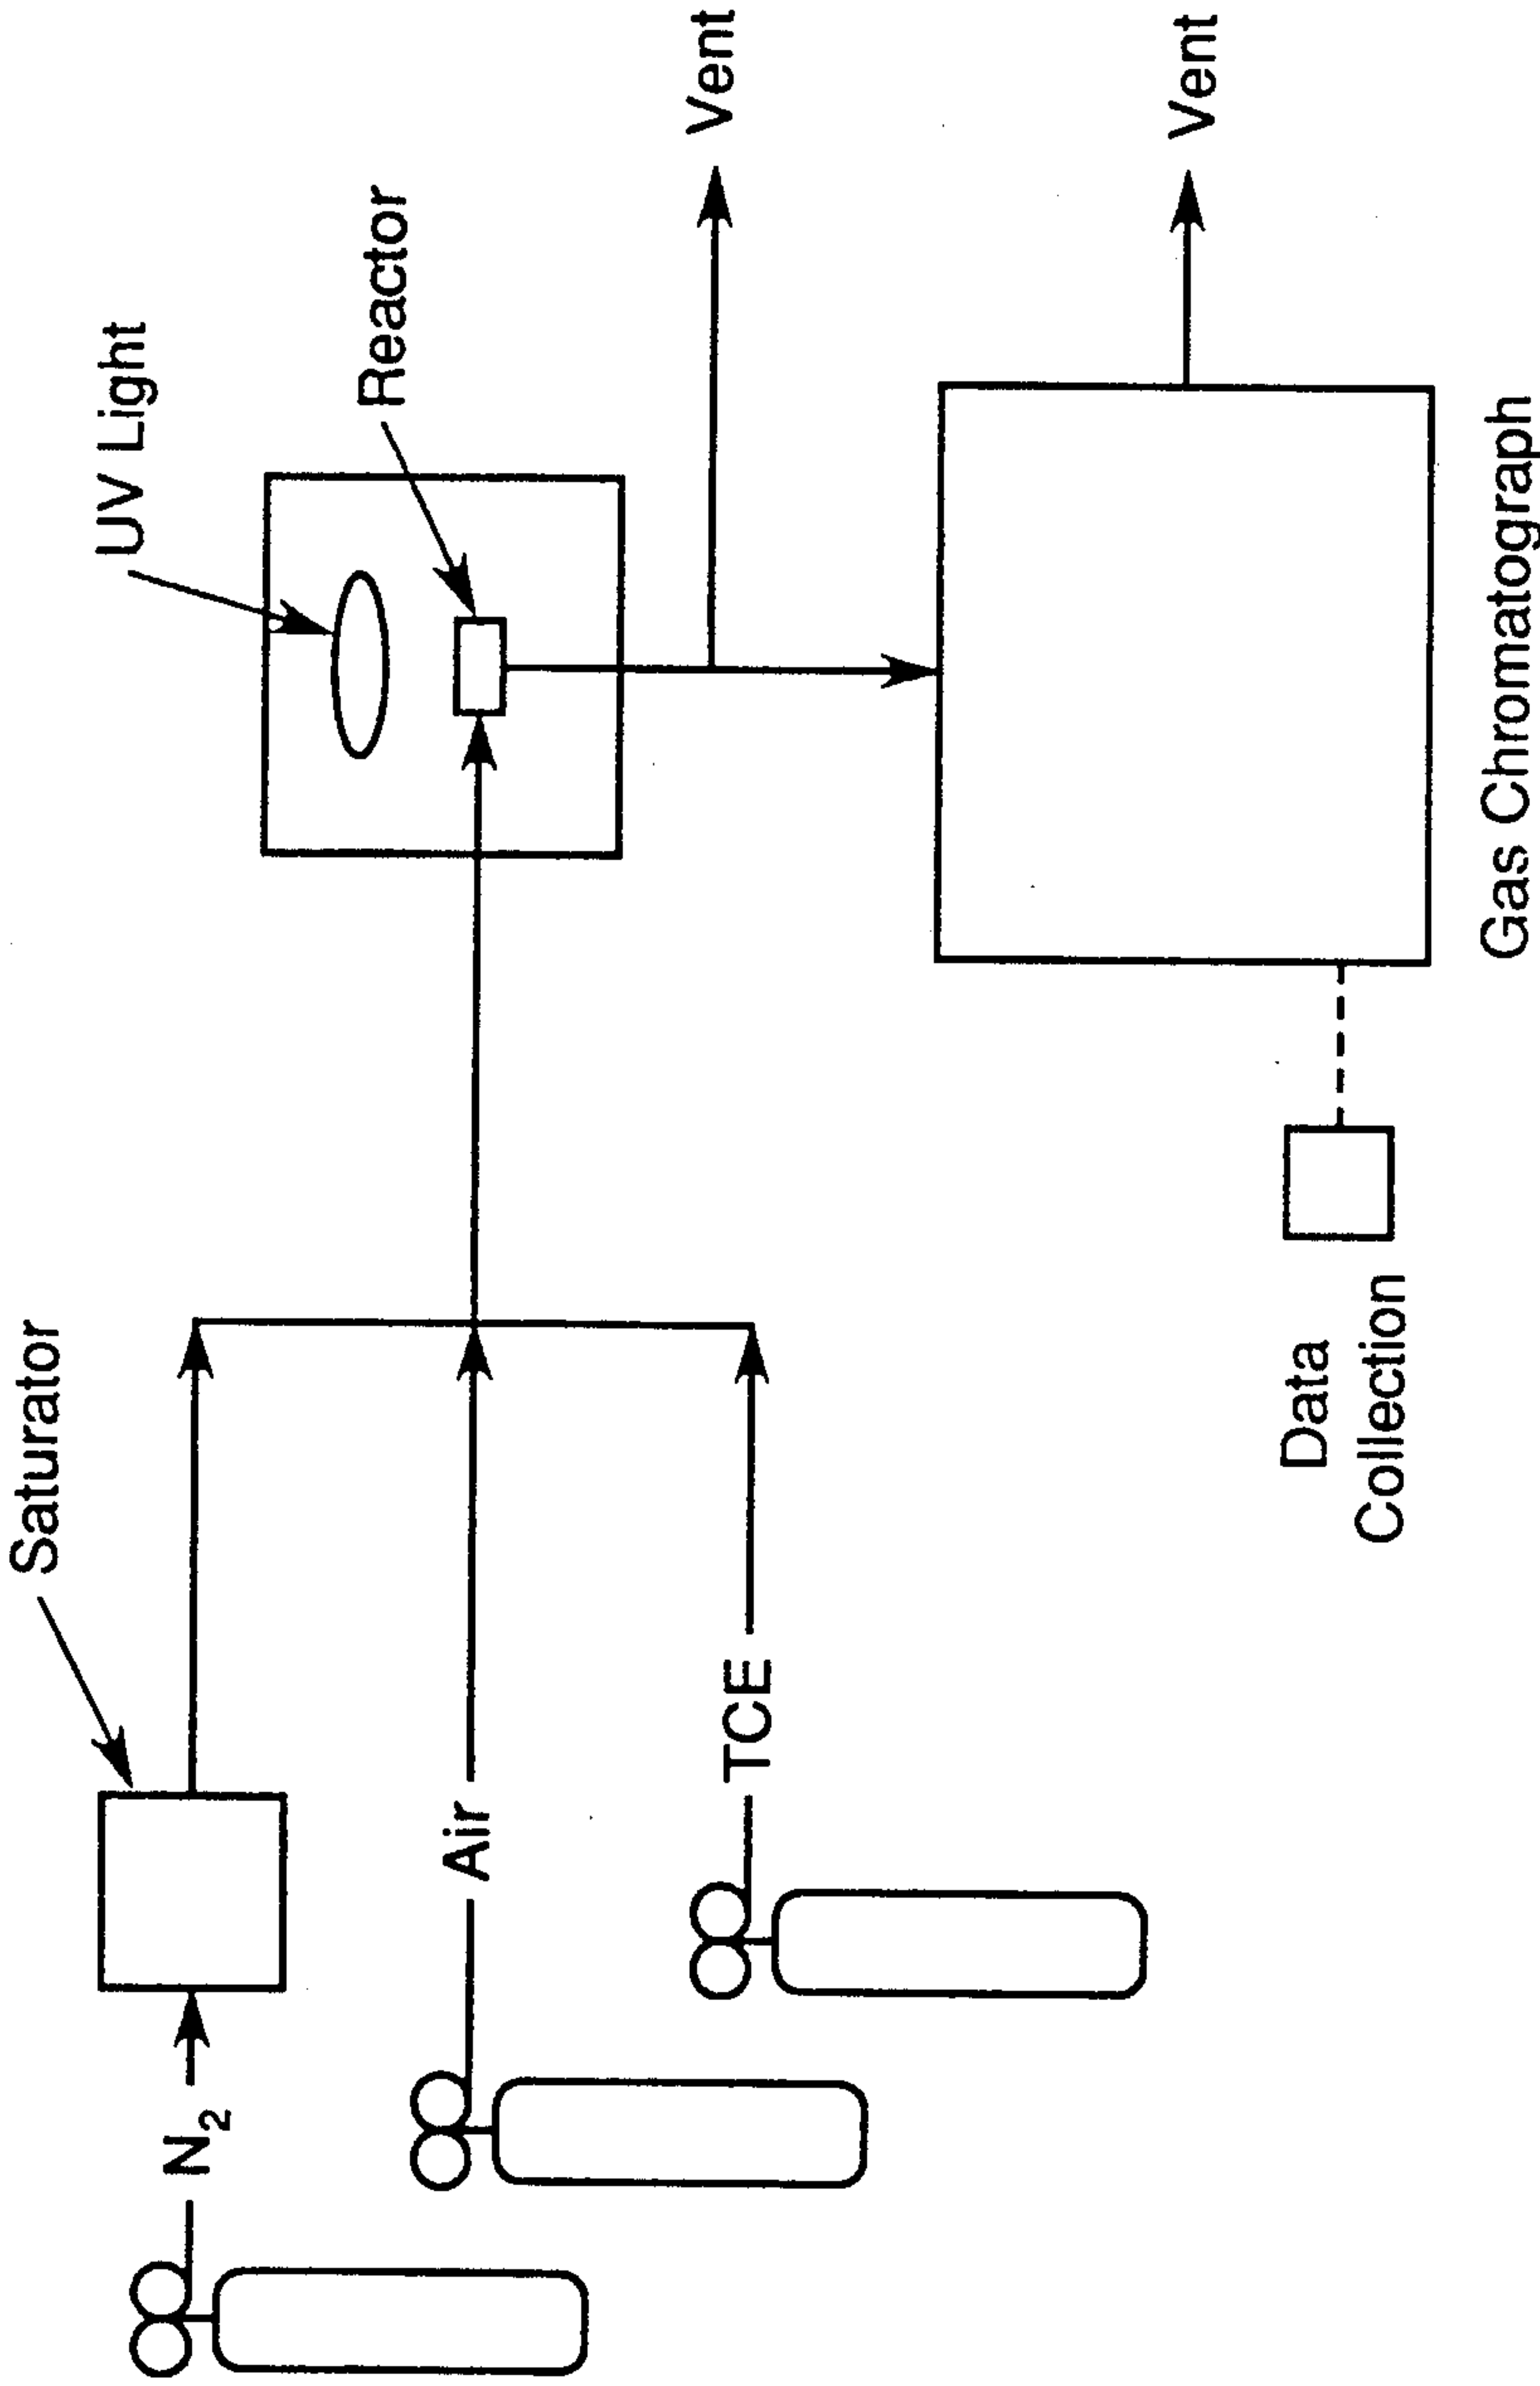 Saturator
UV Light
Reactor
N2
Air
TCE
Vent
Vent
Data
Collection
Gas Chromatograph